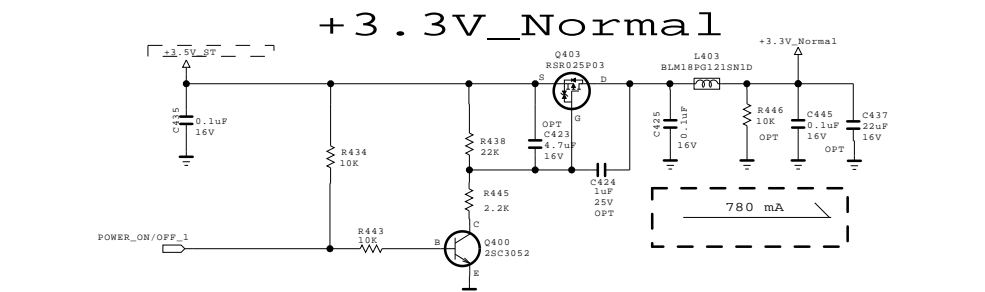 +3.3V_Normal
+3.5V_ST
Q403
RSR025P03
S
D
G
L403
BLM18PG121SN1D
+3.3V_Normal
C435
0.1uF
16V
R434
10K
R438
22K
OPT
C423
4.7uF
16V
C425
0.1uF
16V
R446
10K
OPT
C445
0.1uF
16V
C437
22uF
16V
OPT
C424
1uF
25V
OPT
R445
2.2K
780 mA
POWER_ON/OFF_1
R443
10K
B
C
E
Q400
2SC3052